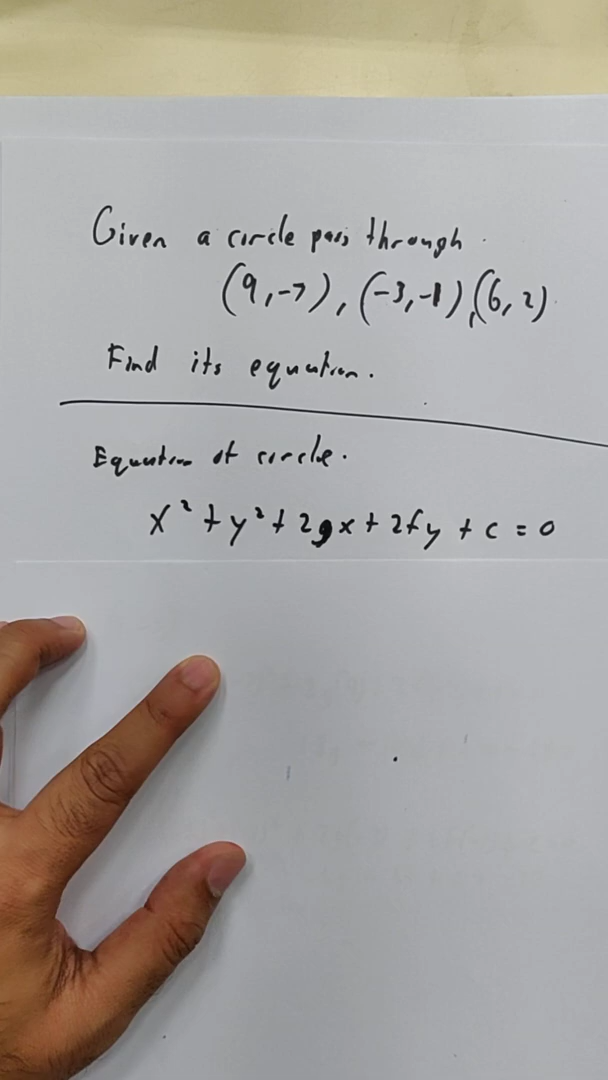 Given a circle pass through.
(9,-7), (-3,-1),(6,2)
Find its equation.
Equation of circle.
x² + y² + 2gx + 2fy + c = 0